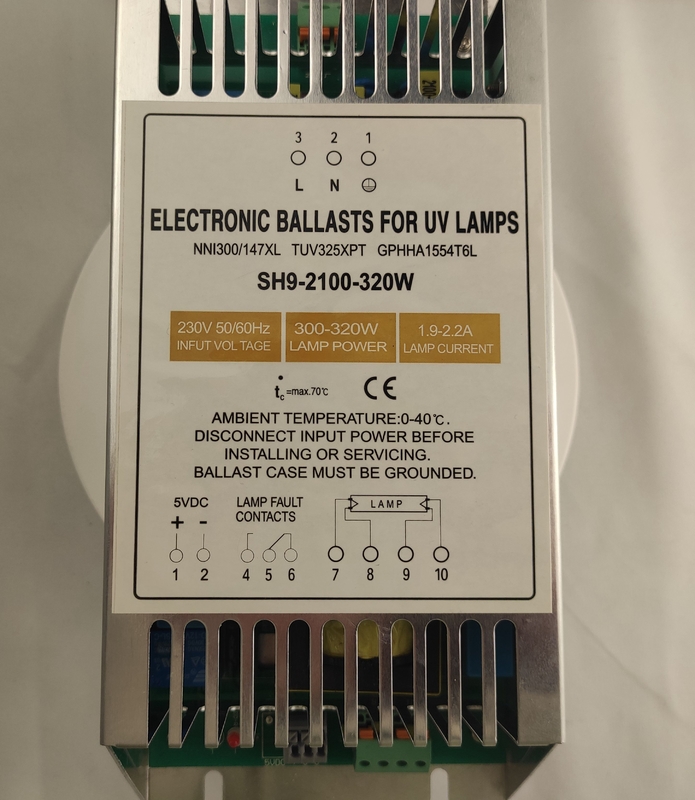 3 2 1
L N
ELECTRONIC BALLASTS FOR UV LAMPS
NNI300/147XL TUV325XPT GPHHA1554T6L
SH9-2100-320W
230V 50/60Hz
INFUT VOL TAGE
300-320W
LAMP POWER
1.9-2.2A
LAMP CURRENT
tc=max.70℃ CE
AMBIENT TEMPERATURE:0-40℃.
DISCONNECT INPUT POWER BEFORE
INSTALLING OR SERVICING.
BALLAST CASE MUST BE GROUNDED.
5VDC
+ -
LAMP FAULT
CONTACTS
LAMP
1 2 4 5 6 7 8 9 10